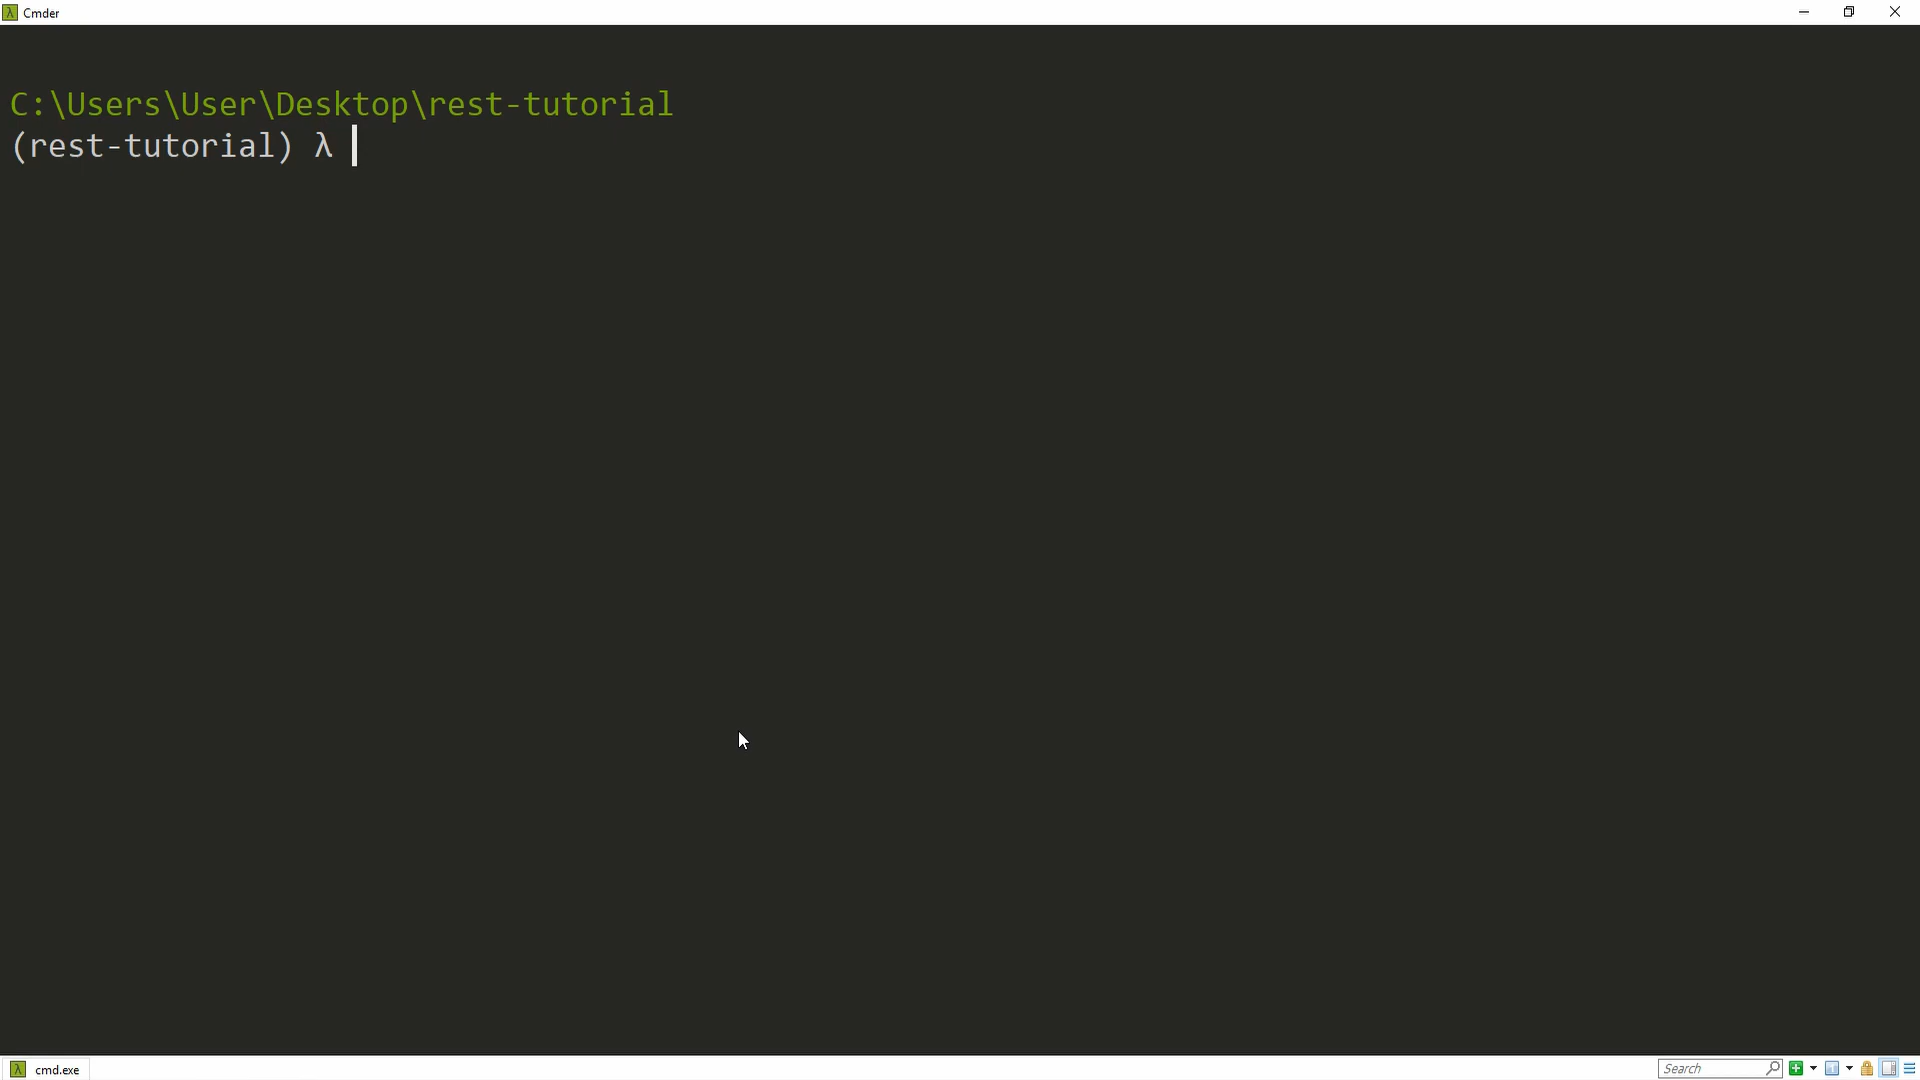 Cmder
C:\Users\User\Desktop\rest-tutorial
(rest-tutorial) λ
cmd.exe
Search